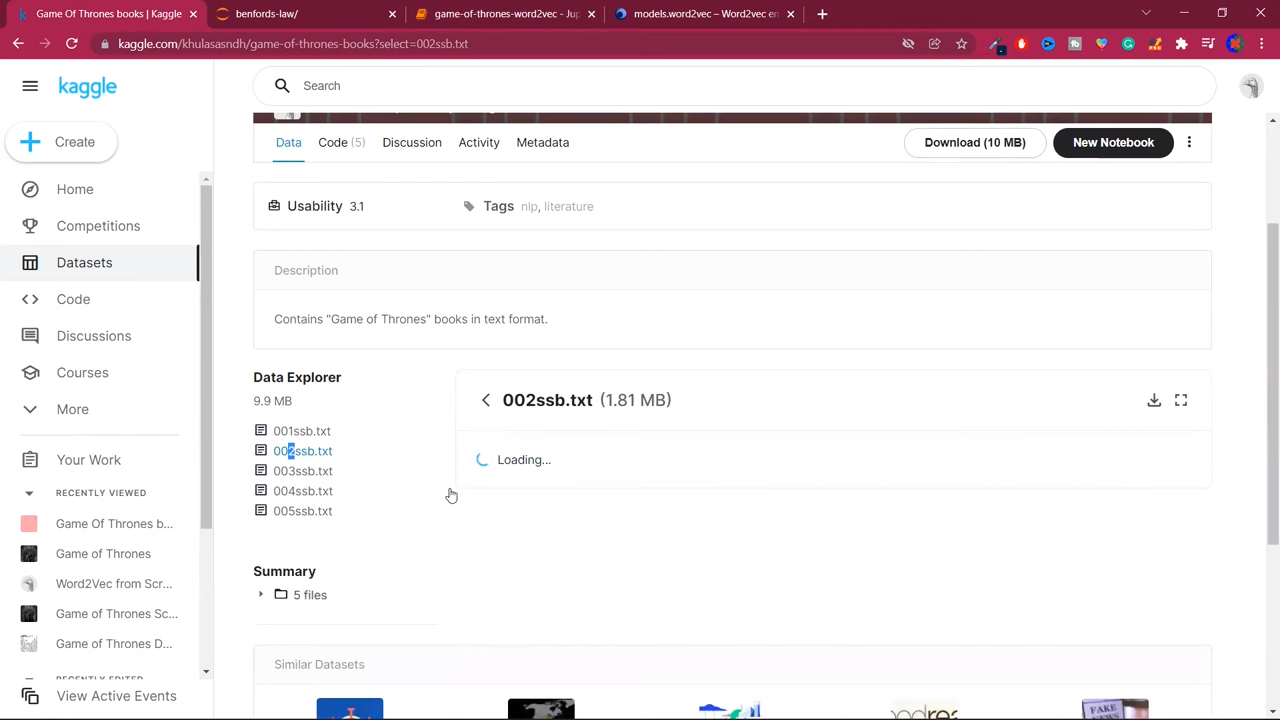 Game Of Thrones books | Kaggle
benfords-law/
game-of-thrones-word2vec - Jup
models.word2vec – Word2vec em
kaggle.com/khulasasndh/game-of-thrones-books?select=002ssb.txt
kaggle
Search
Create
Data
Code (5)
Discussion
Activity
Metadata
Download (10 MB)
New Notebook
Home
Usability 3.1
Tags nlp, literature
Competitions
Datasets
Description
Code
Contains "Game of Thrones" books in text format.
Discussions
Courses
Data Explorer
9.9 MB
002ssb.txt (1.81 MB)
More
001ssb.txt
002ssb.txt
003ssb.txt
004ssb.txt
005ssb.txt
Loading...
Your Work
RECENTLY VIEWED
Game Of Thrones b...
Game of Thrones
Word2Vec from Scr...
Game of Thrones Sc...
Game of Thrones D...
Summary
5 files
RECENTLY EDITED
View Active Events
Similar Datasets
FAKE
NEWS